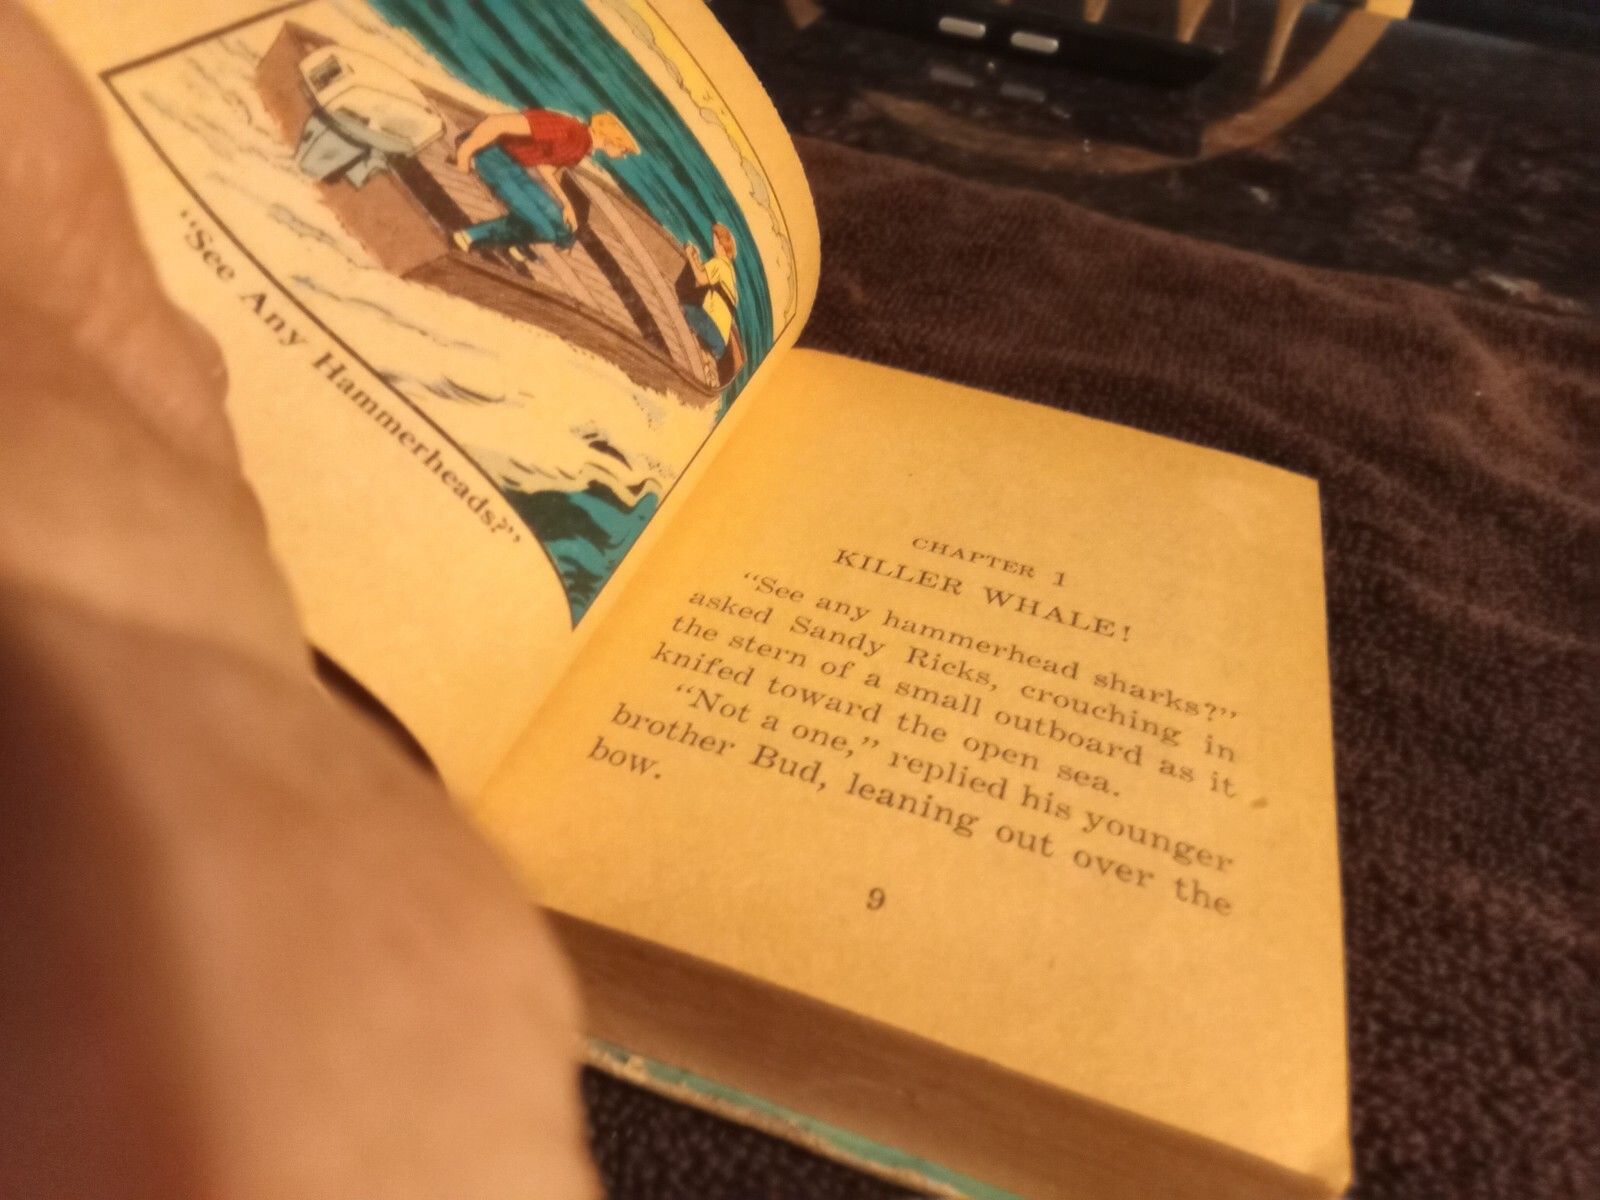 "See Any Hammerheads?"
CHAPTER 1
KILLER WHALE!
"See any hammerhead sharks?"
asked Sandy Ricks, crouching in
the stern of a small outboard as it
knifed toward the open sea.
"Not a one," replied his younger
brother Bud, leaning out over the
bow.
9